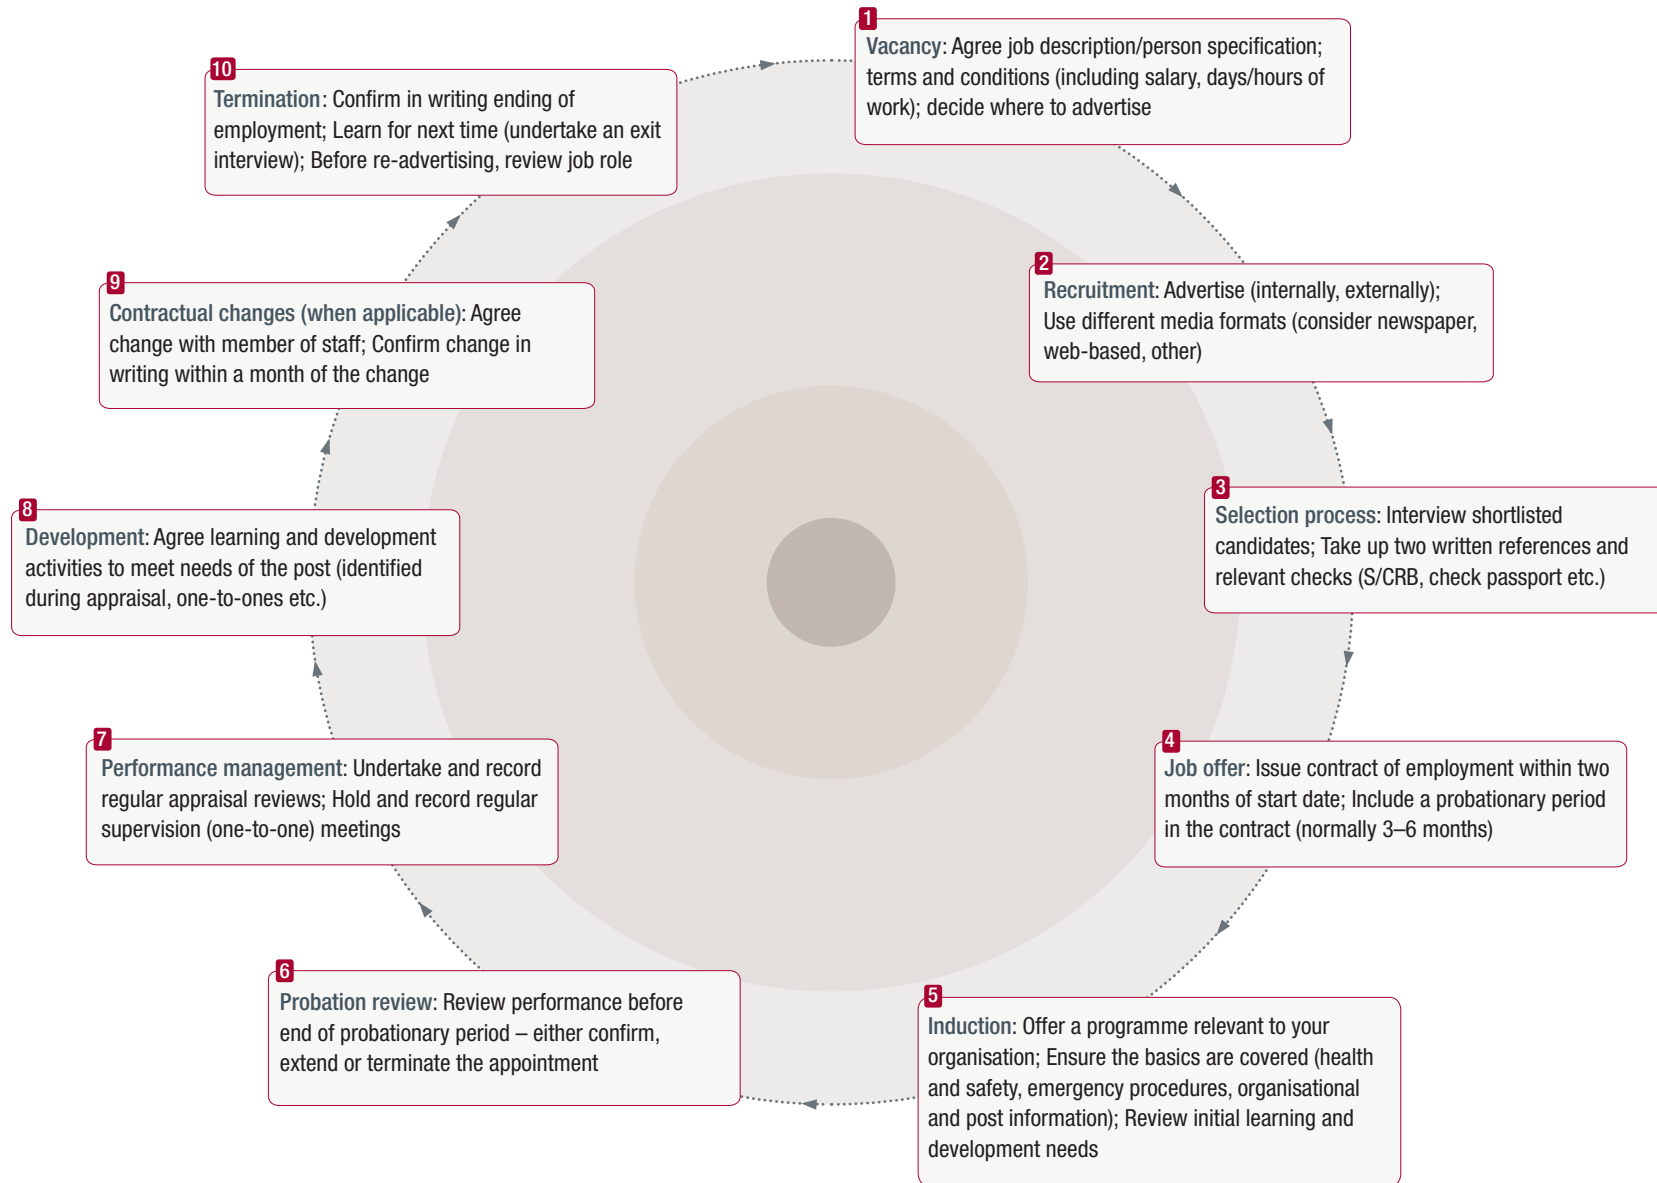 1
Vacancy: Agree job description/person specification;
terms and conditions (including salary, days/hours of
work); decide where to advertise
2
Recruitment: Advertise (internally, externally);
Use different media formats (consider newspaper,
web-based, other)
3
Selection process: Interview shortlisted
candidates; Take up two written references and
relevant checks (S/CRB, check passport etc.)
4
Job offer: Issue contract of employment within two
months of start date; Include a probationary period
in the contract (normally 3–6 months)
5
Induction: Offer a programme relevant to your
organisation; Ensure the basics are covered (health
and safety, emergency procedures, organisational
and post information); Review initial learning and
development needs
6
Probation review: Review performance before
end of probationary period – either confirm,
extend or terminate the appointment
7
Performance management: Undertake and record
regular appraisal reviews; Hold and record regular
supervision (one-to-one) meetings
8
Development: Agree learning and development
activities to meet needs of the post (identified
during appraisal, one-to-ones etc.)
9
Contractual changes (when applicable): Agree
change with member of staff; Confirm change in
writing within a month of the change
10
Termination: Confirm in writing ending of
employment; Learn for next time (undertake an exit
interview); Before re-advertising, review job role